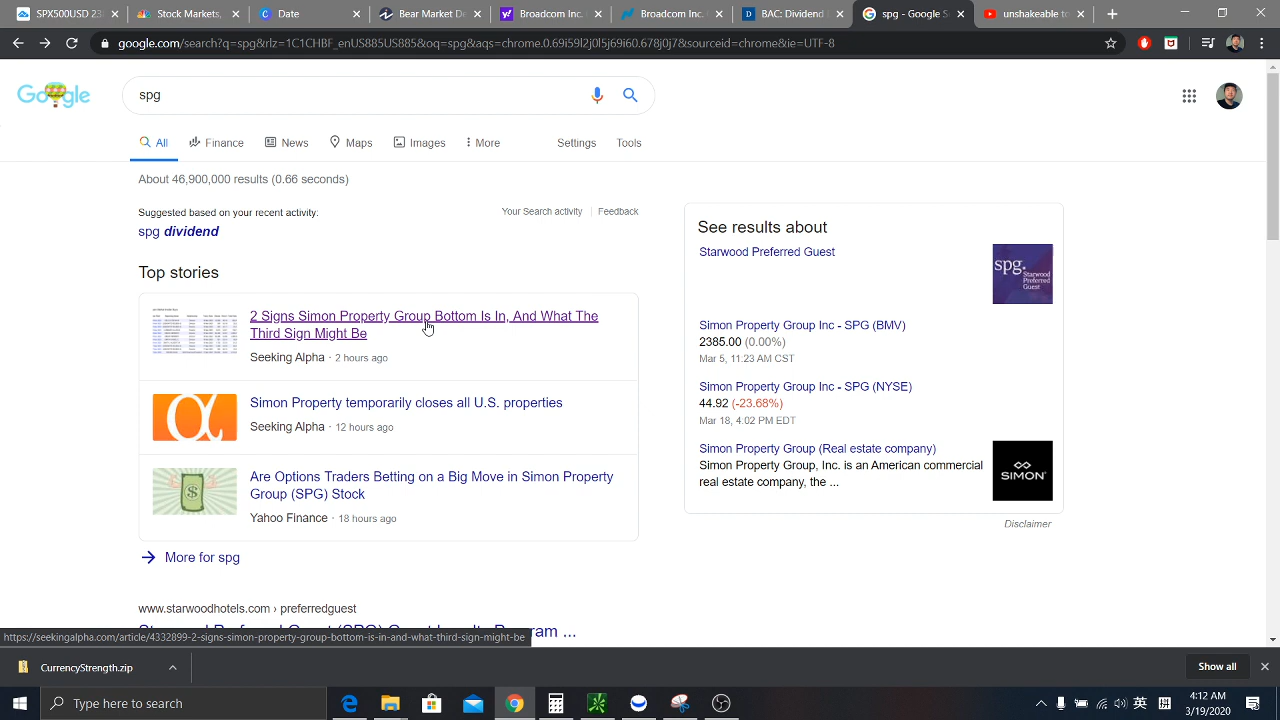 SPX500USD 23
Stock Markets,
Bear Market De
Broadcom Inc.
Broadcom Inc.
BAC: Dividend
spg - Google S
unshakeable to
google.com/search?q=spg&rlz=1C1CHBF_enUS885US885&oq=spg&aqs=chrome.0.69i59l2j0l5j69i60.678j0j7&sourceid=chrome&ie=UTF-8
Google
spg
All
Finance
News
Maps
Images
More
Settings
Tools
About 46,900,000 results (0.66 seconds)
Suggested based on your recent activity:
Your Search activity
Feedback
spg dividend
Top stories
2 Signs Simon Property Group Bottom Is In, And What The
Third Sign Might Be
Seeking Alpha · 2 hours ago
Simon Property temporarily closes all U.S. properties
Seeking Alpha · 12 hours ago
Are Options Traders Betting on a Big Move in Simon Property
Group (SPG) Stock
Yahoo Finance · 18 hours ago
More for spg
www.starwoodhotels.com › preferredguest
See results about
Starwood Preferred Guest
spg.
Starwood
Preferred
Guest
Simon Property Group Inc - SPG (BMV)
2385.00 (0.00%)
Mar 5, 11:23 AM CST
Simon Property Group Inc - SPG (NYSE)
44.92 (-23.68%)
Mar 18, 4:02 PM EDT
Simon Property Group (Real estate company)
Simon Property Group, Inc. is an American commercial
real estate company, the ...
SIMON
Disclaimer
https://seekingalpha.com/article/4332899-2-signs-simon-property-group-bottom-is-in-and-what-third-sign-might-be
CurrencyStrength.zip
Show all
Type here to search
英
拼
4:12 AM
3/19/2020